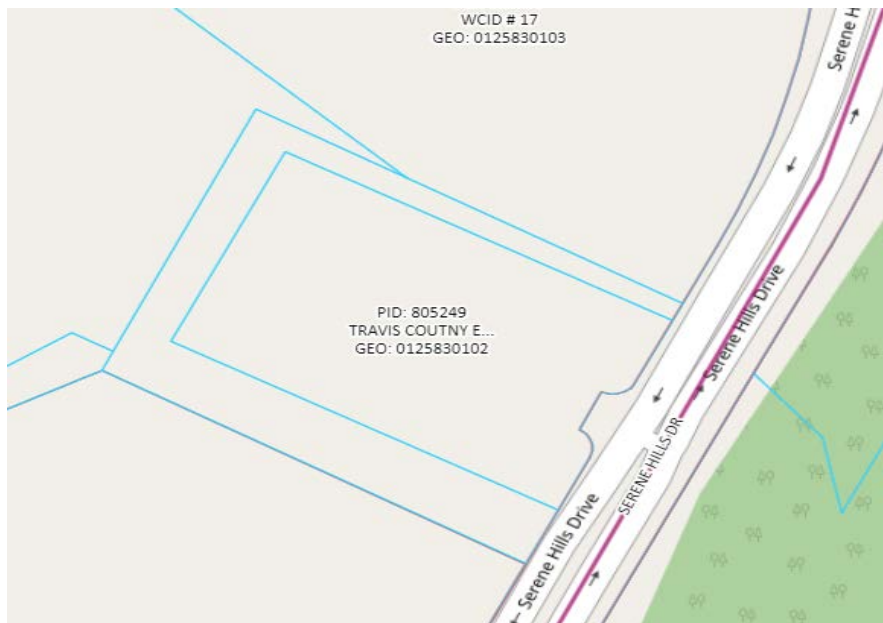 WCID # 17
GEO: 0125830103
Serene H
PID: 805249
TRAVIS COUTNY E...
GEO: 0125830102
Serene Hills Drive
SERENE HILLS DR
Serene Hills Drive